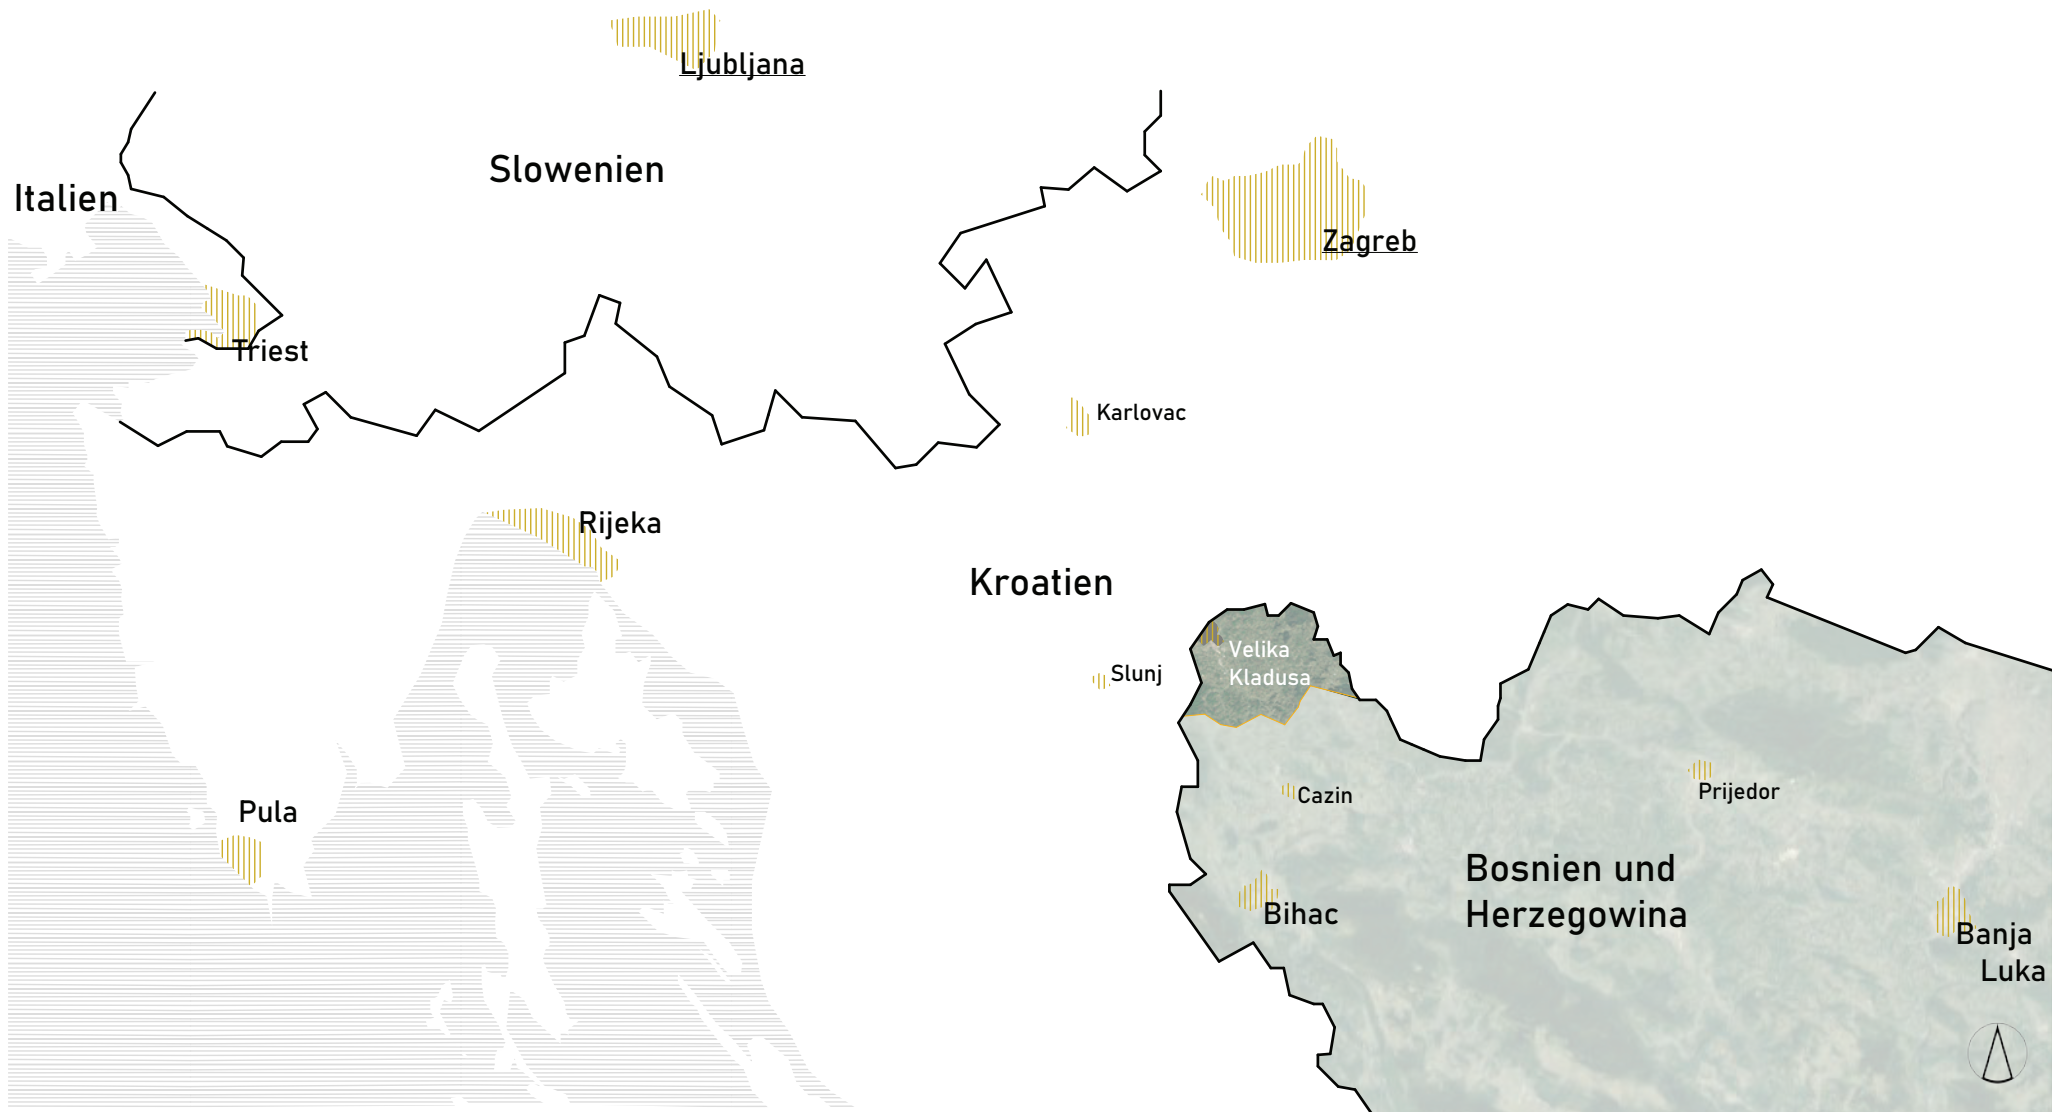 Ljubljana
Slowenien
Italien
Zagreb
Triest
Karlovac
Rijeka
Kroatien
Velika
Kladusa
Slunj
Cazin
Prijedor
Pula
Bosnien und
Herzegowina
Bihac
Banja
Luka